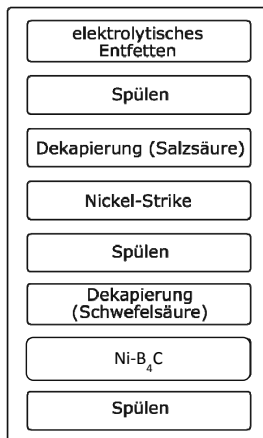 elektrolytisches
Entfetten
Spülen
Dekapierung (Salzsäure)
Nickel-Strike
Spülen
Dekapierung
(Schwefelsäure)
Ni-B₄C
Spülen